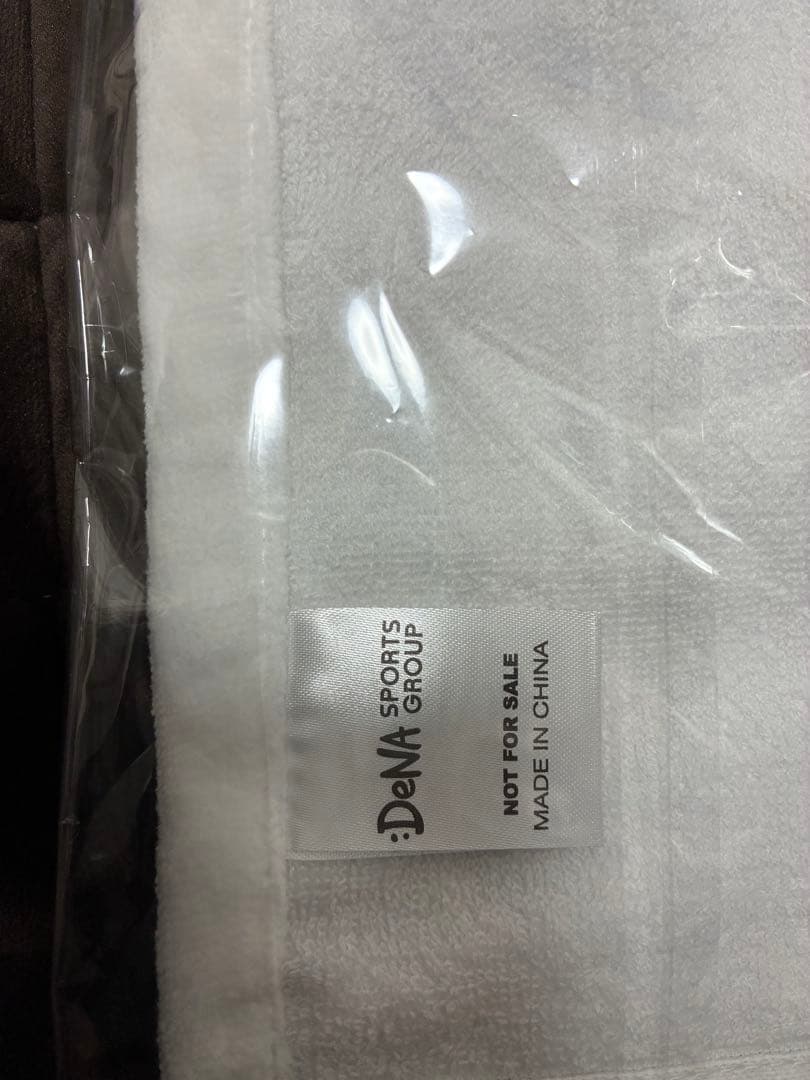 :DeNA SPORTS
GROUP
NOT FOR SALE
MADE IN CHINA